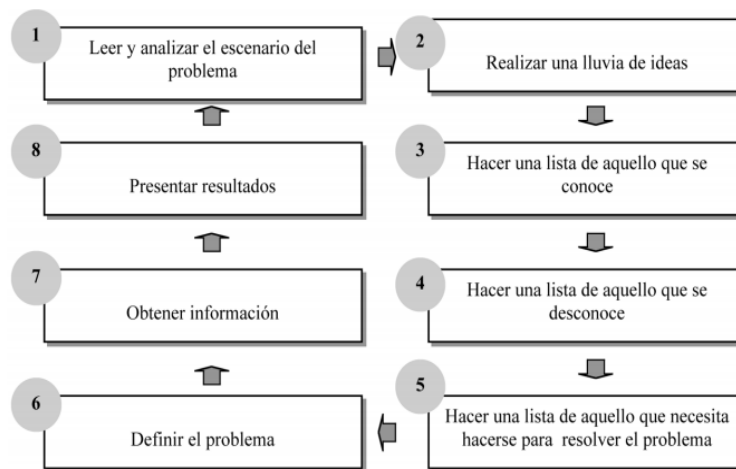 1
Leer y analizar el escenario del
problema
2
Realizar una lluvia de ideas
3
Hacer una lista de aquello que se
conoce
4
Hacer una lista de aquello que se
desconoce
5
Hacer una lista de aquello que necesita
hacerse para resolver el problema
6
Definir el problema
7
Obtener información
8
Presentar resultados